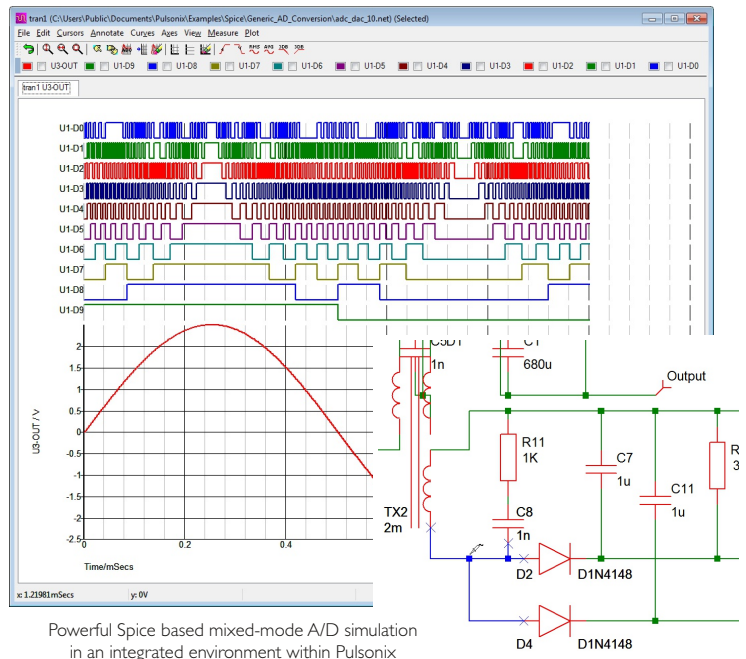 tran1 (C:\Users\Public\Documents\Pulsonix\Examples\Spice\Generic_AD_Conversion\adc_dac_10.net) (Selected)
File Edit Cursors Annotate Curves Axes View Measure Plot
RMS AVG 3DB 3DB
U3-OUT U1-D9 U1-D8 U1-D7 U1-D6 U1-D5 U1-D4 U1-D3 U1-D2 U1-D1 U1-D0
tran1 U3-OUT
U1-D0
U1-D1
U1-D2
U1-D3
U1-D4
U1-D5
U1-D6
U1-D7
U1-D8
U1-D9
2
1.5
1
0.5
0
-0.5
-1
-1.5
-2
-2.5
U3-OUT / V
0 0.2 0.4
Time/mSecs
x: 1.21981mSecs y: 0V
C5D1
1n
C1
680u
Output
R11
1K
C7
1u
C11
1u
R
3
TX2
2m
C8
1n
D2 D1N4148
D4 D1N4148
Powerful Spice based mixed-mode A/D simulation
in an integrated environment within Pulsonix